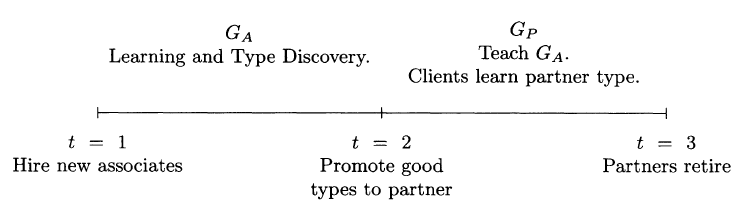 G_A
Learning and Type Discovery.
G_P
Teach G_A.
Clients learn partner type.
t = 1
Hire new associates
t = 2
Promote good
types to partner
t = 3
Partners retire